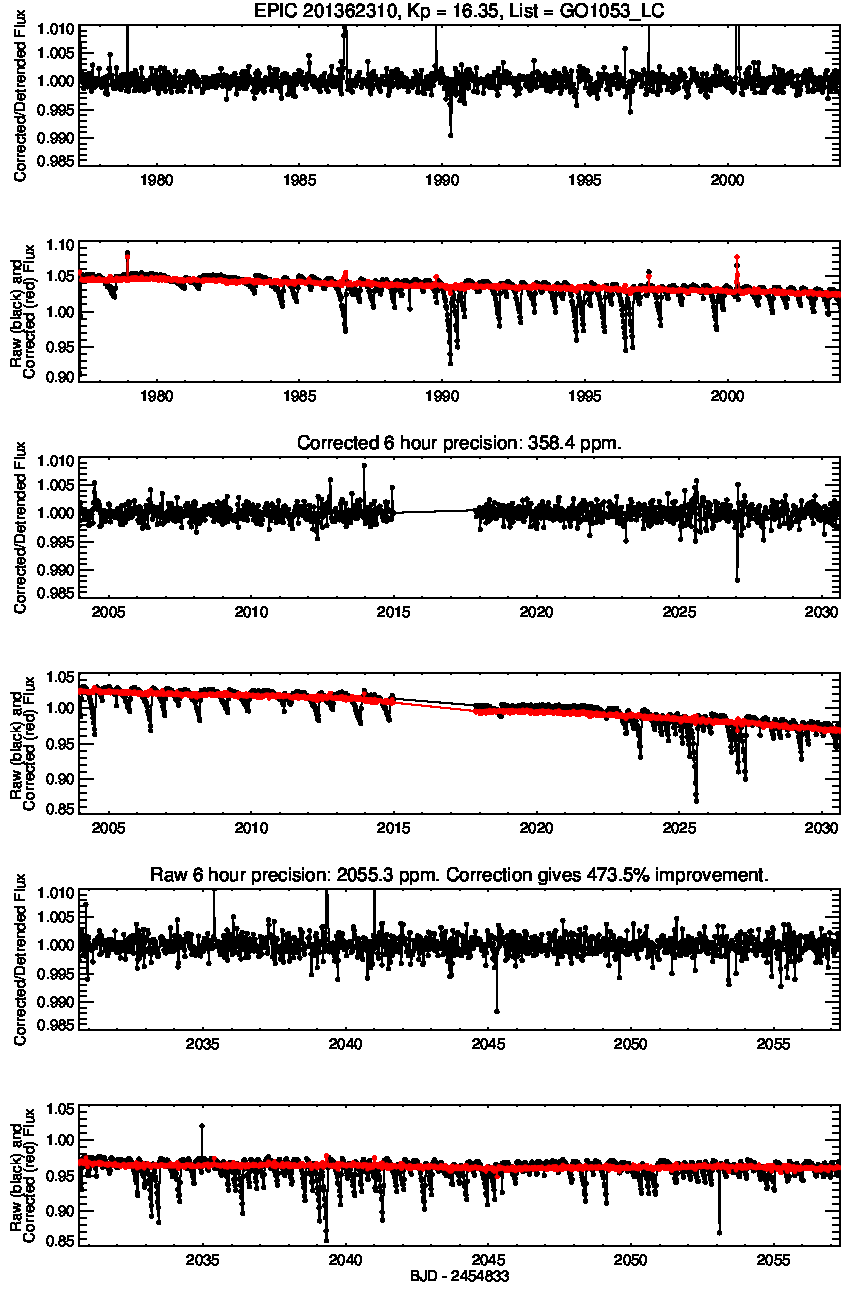 EPIC 201362310, Kp = 16.35, List = GO1053_LC
Corrected/Detrended Flux
1.010
1.005
1.000
0.995
0.990
0.985
1980 1985 1990 1995 2000
Raw (black) and
Corrected (red) Flux
1.10
1.05
1.00
0.95
0.90
1980 1985 1990 1995 2000
Corrected 6 hour precision: 358.4 ppm.
Corrected/Detrended Flux
1.010
1.005
1.000
0.995
0.990
0.985
2005 2010 2015 2020 2025 2030
Raw (black) and
Corrected (red) Flux
1.05
1.00
0.95
0.90
0.85
2005 2010 2015 2020 2025 2030
Raw 6 hour precision: 2055.3 ppm. Correction gives 473.5% improvement.
Corrected/Detrended Flux
1.010
1.005
1.000
0.995
0.990
0.985
2035 2040 2045 2050 2055
Raw (black) and
Corrected (red) Flux
1.05
1.00
0.95
0.90
0.85
2035 2040 2045 2050 2055
BJD - 2454833